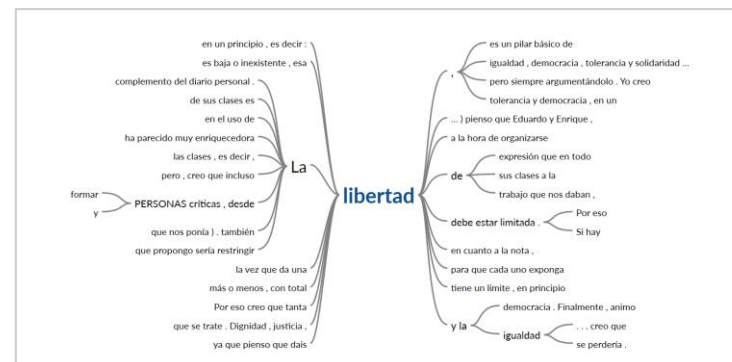 en un principio , es decir :
es baja o inexistente , esa
complemento del diario personal .
de sus clases es
en el uso de
ha parecido muy enriquecedora
las clases , es decir ,
pero , creo que incluso
La
formar
y
PERSONAS críticas , desde
que nos ponía ) . también
que propongo sería restringir
la vez que da una
más o menos , con total
Por eso creo que tanta
que se trate . Dignidad , justicia ,
ya que pienso que dais
libertad
,
es un pilar básico de
igualdad , democracia , tolerancia y solidaridad ...
pero siempre argumentándolo . Yo creo
tolerancia y democracia , en un
... ) pienso que Eduardo y Enrique ,
a la hora de organizarse
de
expresión que en todo
sus clases a la
trabajo que nos daban ,
debe estar limitada .
Por eso
Si hay
en cuanto a la nota ,
para que cada uno exponga
tiene un límite , en principio
y la
democracia . Finalmente , animo
igualdad
. . . creo que
se perdería .